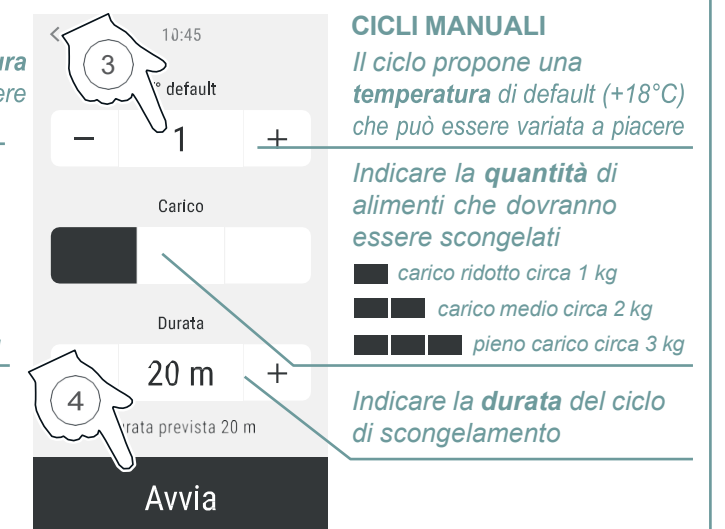 ura
ere
10:45
3
° default
− 1 +
Carico
Durata
20 m +
4
rata prevista 20 m
Avvia
CICLI MANUALI
Il ciclo propone una
temperatura di default (+18°C)
che può essere variata a piacere
Indicare la quantità di
alimenti che dovranno
essere scongelati
carico ridotto circa 1 kg
carico medio circa 2 kg
pieno carico circa 3 kg
Indicare la durata del ciclo
di scongelamento